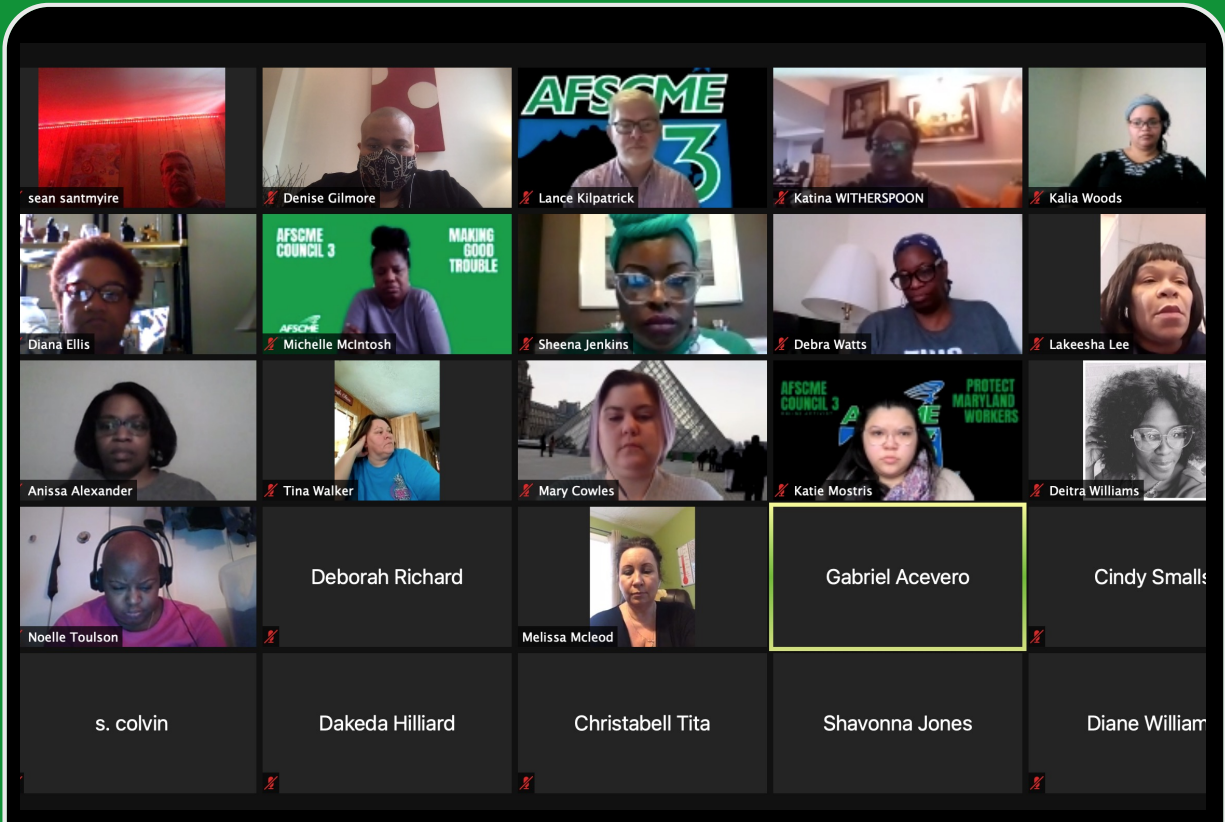 AFSCME
3
sean santmyire
Denise Gilmore
Lance Kilpatrick
Katina WITHERSPOON
Kalia Woods
AFSCME
COUNCIL 3
MAKING
GOOD
TROUBLE
AFSCME
Diana Ellis
Michelle McIntosh
Sheena Jenkins
Debra Watts
Lakeesha Lee
AFSCME
COUNCIL 3
PROTECT
MARYLAND
WORKERS
Anissa Alexander
Tina Walker
Mary Cowles
Katie Mostris
Deitra Williams
Deborah Richard
Gabriel Acevero
Cindy Smalls
Noelle Toulson
Melissa Mcleod
s. colvin
Dakeda Hilliard
Christabell Tita
Shavonna Jones
Diane William